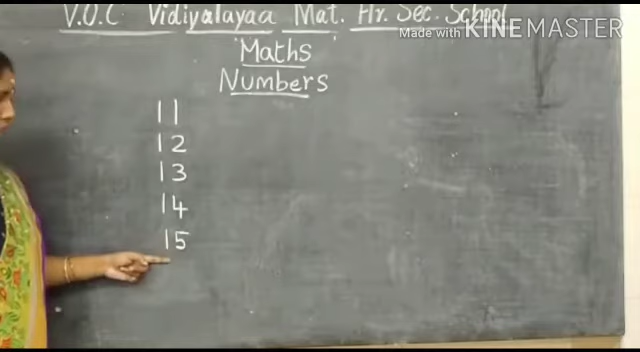 V.O.C Vidiyalayaa Mat. Hr. Sec. School
Made with KINEMASTER
Maths
Numbers
11
12
13
14
15